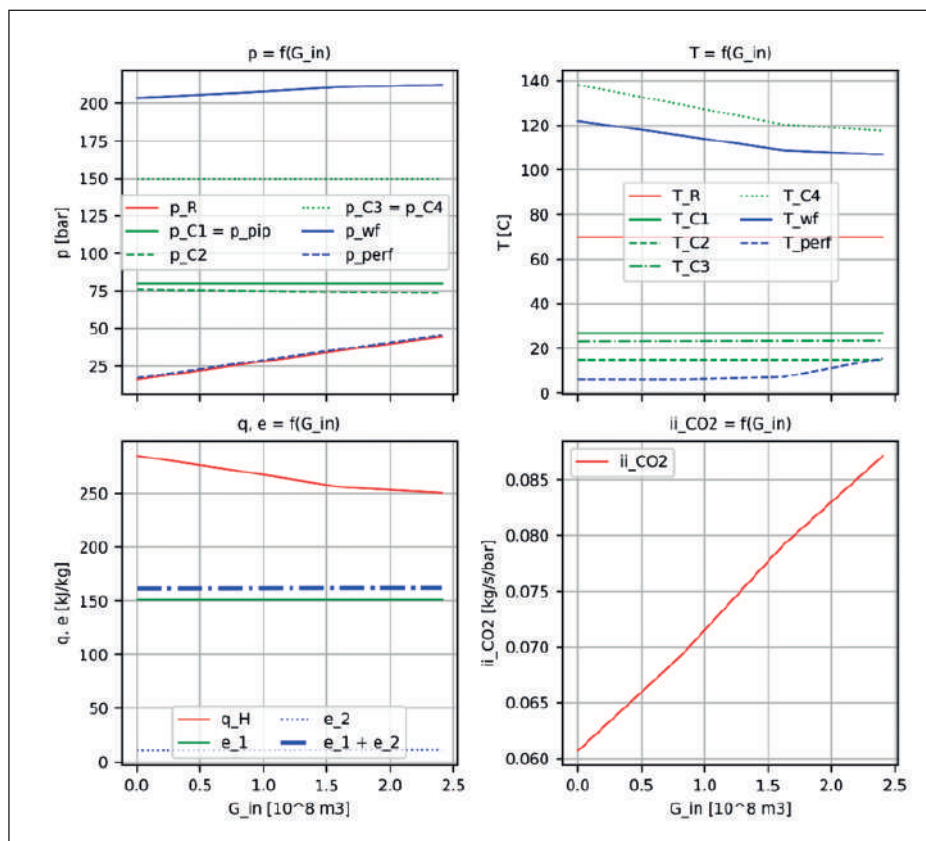 p = f(G_in)
200
175
150
125
100
75
50
25
p [bar]
p_R
p_C1 = p_pip
p_C2
p_C3 = p_C4
p_wf
p_perf
T = f(G_in)
140
120
100
80
60
40
20
0
T [C]
T_R
T_C1
T_C2
T_C3
T_C4
T_wf
T_perf
q, e = f(G_in)
250
200
150
100
50
0
q, e [kJ/kg]
q_H
e_1
e_2
e_1 + e_2
0.0 0.5 1.0 1.5 2.0 2.5
G_in [10^8 m3]
ii_CO2 = f(G_in)
ii_CO2
0.085
0.080
0.075
0.070
0.065
0.060
ii_CO2 [kg/s/bar]
0.0 0.5 1.0 1.5 2.0 2.5
G_in [10^8 m3]